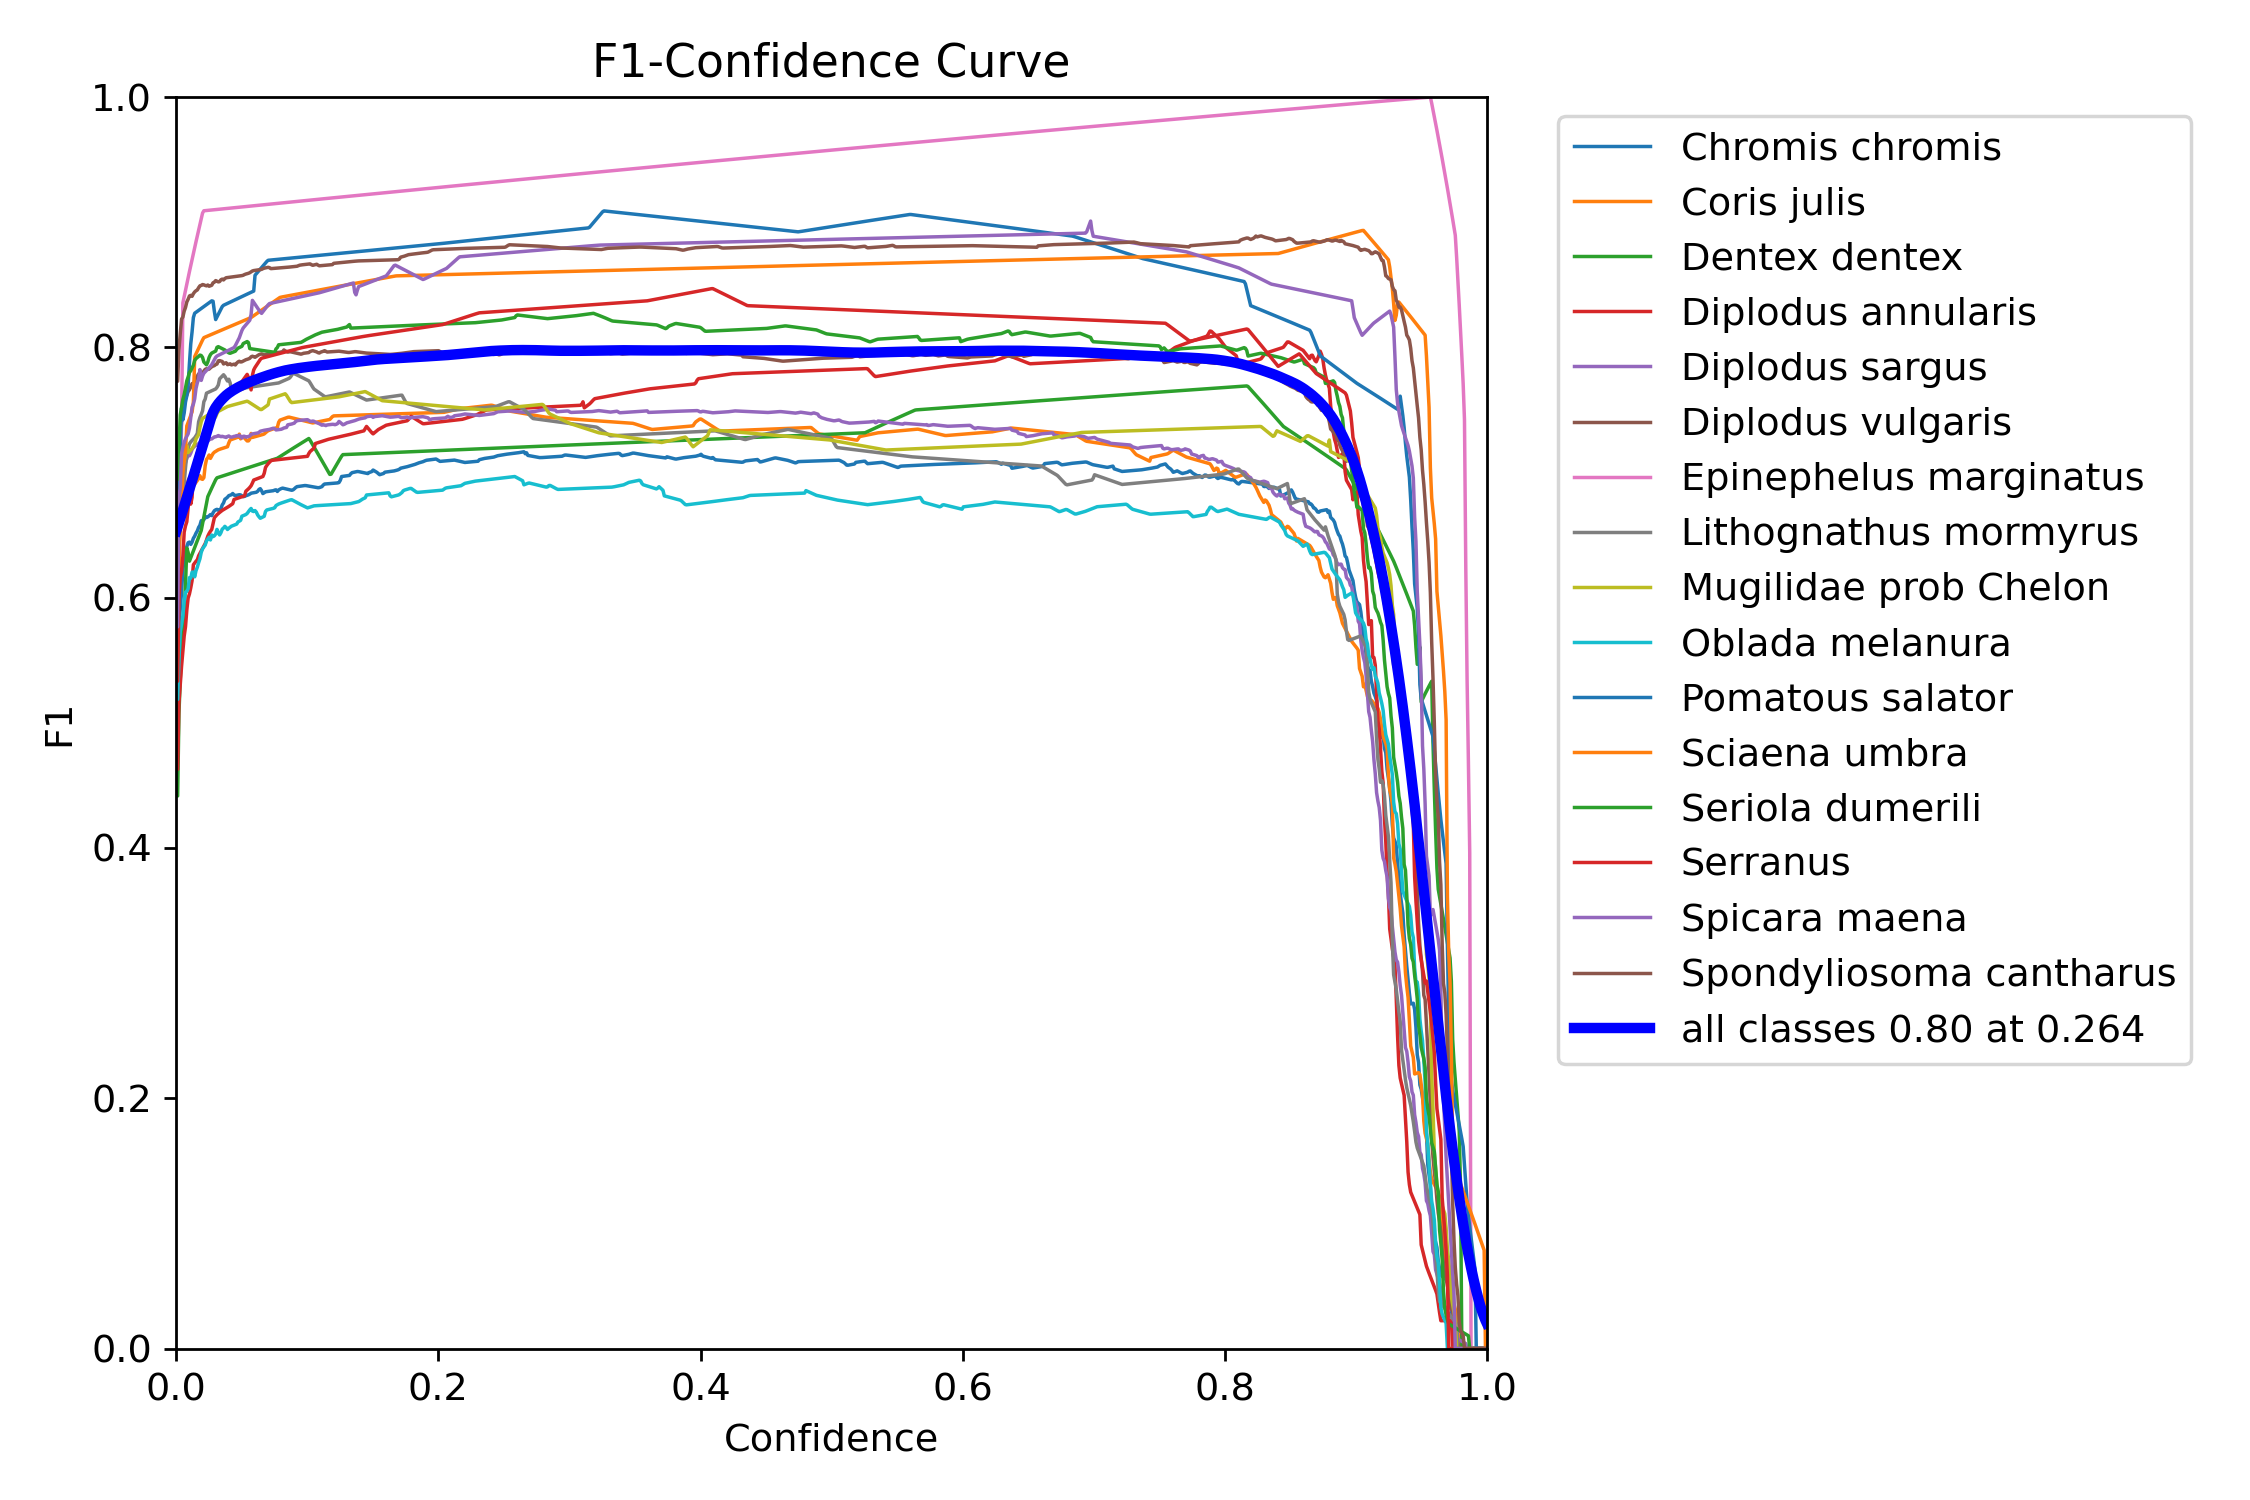 F1-Confidence Curve
1.0
0.8
0.6
0.4
0.2
0.0
F1
0.0 0.2 0.4 0.6 0.8 1.0
Confidence
Chromis chromis
Coris julis
Dentex dentex
Diplodus annularis
Diplodus sargus
Diplodus vulgaris
Epinephelus marginatus
Lithognathus mormyrus
Mugilidae prob Chelon
Oblada melanura
Pomatous salator
Sciaena umbra
Seriola dumerili
Serranus
Spicara maena
Spondyliosoma cantharus
all classes 0.80 at 0.264